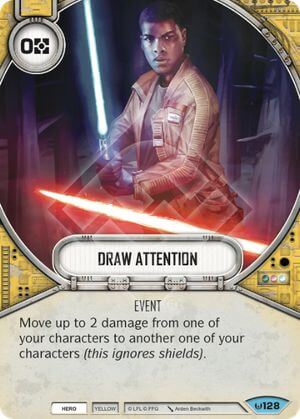 0
DRAW ATTENTION
EVENT
Move up to 2 damage from one of
your characters to another one of your
characters (this ignores shields).
HERO YELLOW © LFL © FFG Arden Beckwith 128